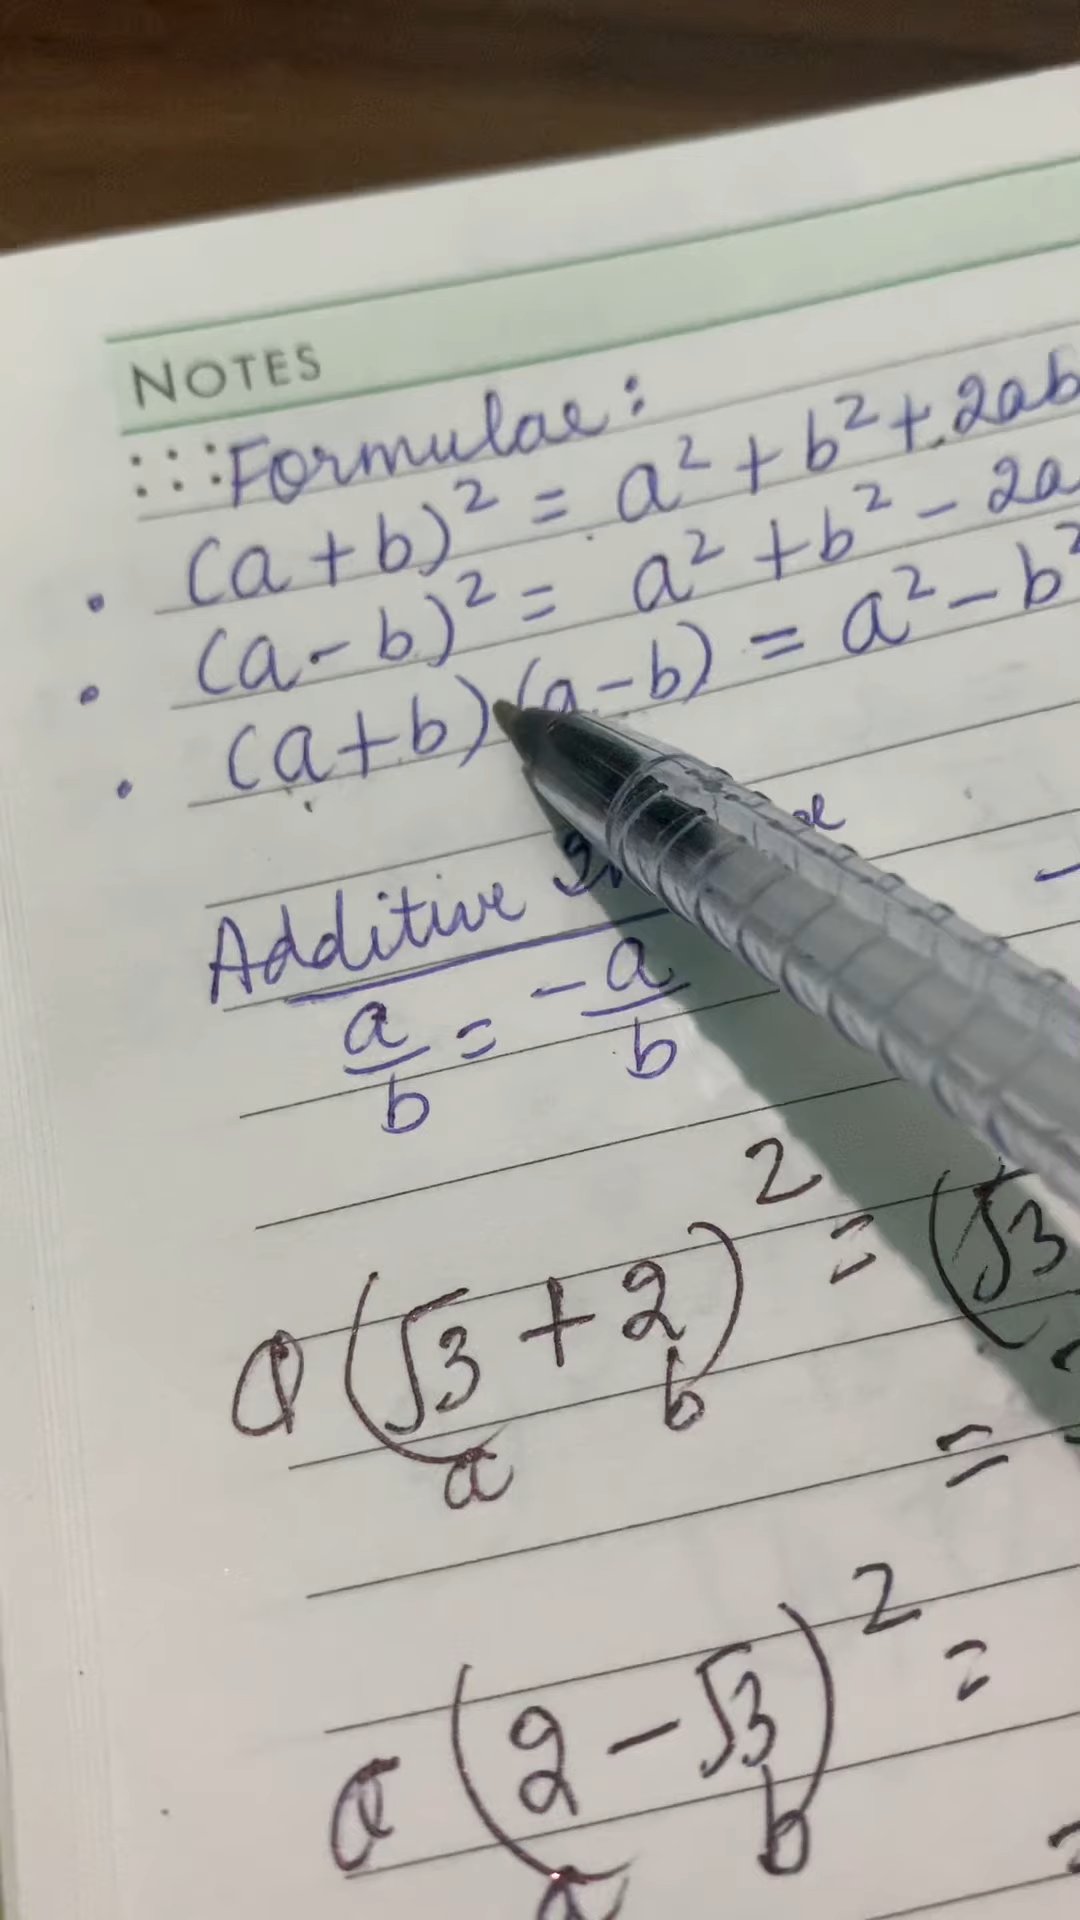 NOTES
Formulae:
• (a+b)² = a² + b² + 2ab
• (a-b)² = a² + b² - 2a
• (a+b)(a-b) = a² - b²
Additive
a/b = -a/b
Q (√3 + 2)² = (√3
a b
=
Q (2 - √3)² =
a b
=